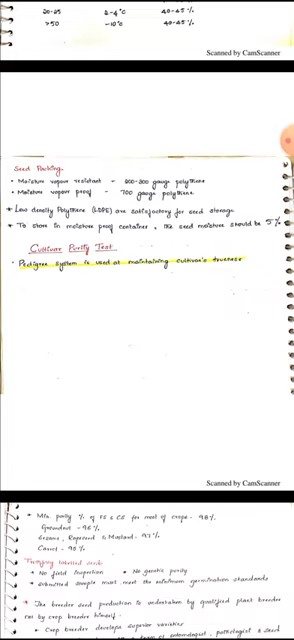 20-25 2-4°C 40-45%
>50 -10°C 40-45%
Scanned by CamScanner
Seed Packing.
• Moisture vapour resistant - 200-300 gauge polythene
• Moisture vapour proof - 700 gauge polythene
* Low density Polythene (LDPE) are satisfactory for seed storage
* To store in moisture proof container, the seed moisture should be 5%
Cultivar Purity Test
• Pedigree system is used at maintaining cultivar's trueness
Scanned by CamScanner
* Min. purity % of FS & CS for most of crops - 98%
Groundnut - 96%
Sesame, Rapeseed & Mustard - 97%
Carrot - 95%
Truthfully labelled seeds
• No field inspection • No genetic purity
• Submitted sample must meet the minimum germination standards
* The breeder seed production is undertaken by qualified plant breeder
or by crop breeder himself.
• Crop breeder develops superior varieties
team of entomologist, pathologist & seed